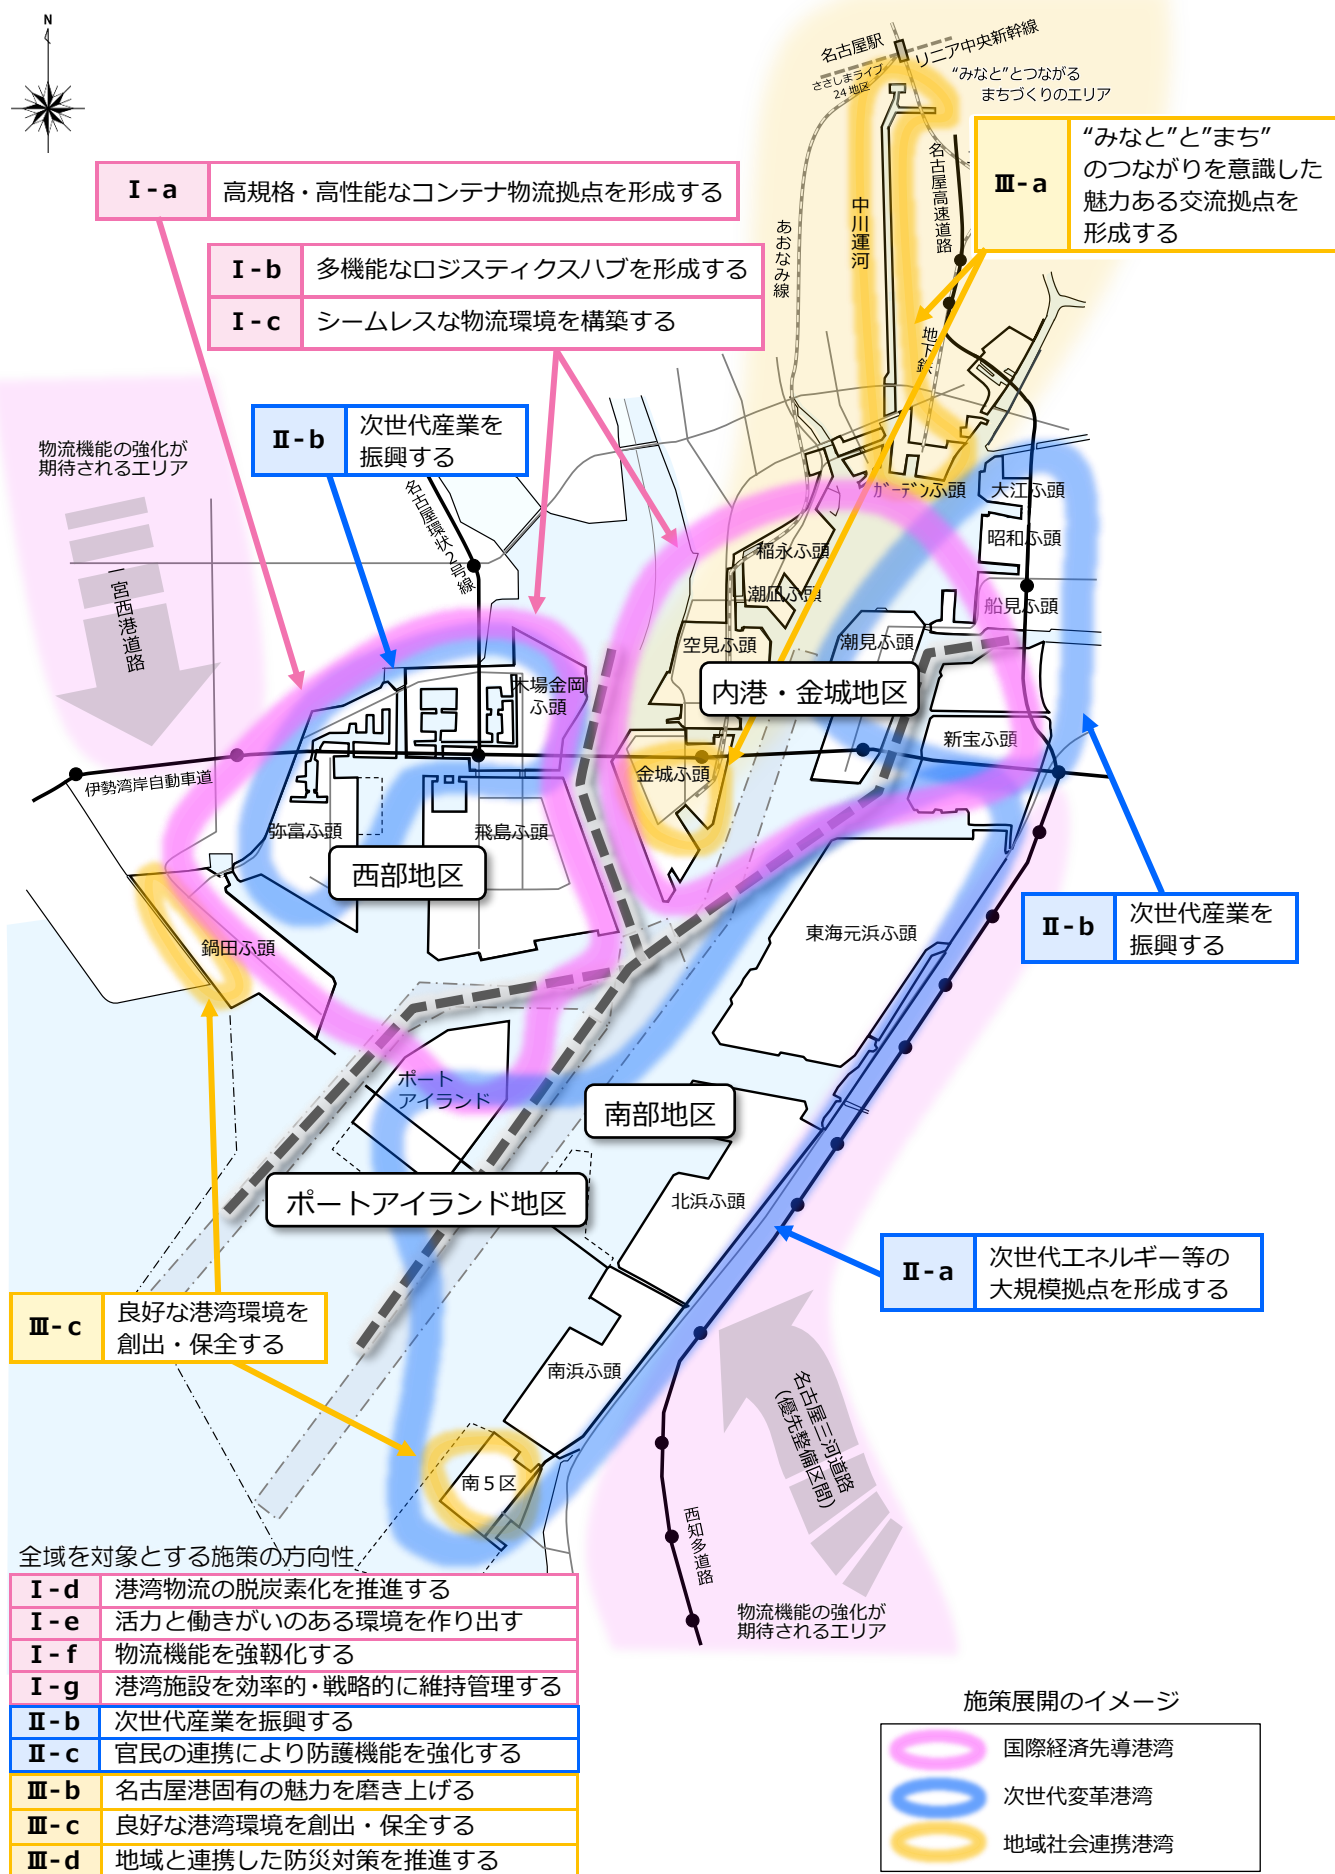 N
名古屋駅
リニア中央新幹線
ささしまライブ
24地区
“みなと”とつながる
まちづくりのエリア
Ⅲ-a
“みなと”と”まち”
のつながりを意識した
魅力ある交流拠点を
形成する
Ⅰ-a
高規格・高性能なコンテナ物流拠点を形成する
Ⅰ-b
多機能なロジスティクスハブを形成する
Ⅰ-c
シームレスな物流環境を構築する
あおなみ線
中川運河
名古屋高速道路
地下鉄
Ⅱ-b
次世代産業を
振興する
物流機能の強化が
期待されるエリア
一宮西港道路
名古屋環状2号線
ガーデンふ頭
大江ふ頭
昭和ふ頭
稲永ふ頭
潮凪ふ頭
船見ふ頭
空見ふ頭
潮見ふ頭
木場金岡
ふ頭
内港・金城地区
新宝ふ頭
金城ふ頭
伊勢湾岸自動車道
弥富ふ頭
飛島ふ頭
西部地区
鍋田ふ頭
東海元浜ふ頭
Ⅱ-b
次世代産業を
振興する
ポート
アイランド
南部地区
ポートアイランド地区
北浜ふ頭
Ⅱ-a
次世代エネルギー等の
大規模拠点を形成する
Ⅲ-c
良好な港湾環境を
創出・保全する
南浜ふ頭
名古屋三河道路
(優先整備区間)
南5区
西知多道路
物流機能の強化が
期待されるエリア
全域を対象とする施策の方向性
Ⅰ-d
港湾物流の脱炭素化を推進する
Ⅰ-e
活力と働きがいのある環境を作り出す
Ⅰ-f
物流機能を強靱化する
Ⅰ-g
港湾施設を効率的・戦略的に維持管理する
Ⅱ-b
次世代産業を振興する
Ⅱ-c
官民の連携により防護機能を強化する
Ⅲ-b
名古屋港固有の魅力を磨き上げる
Ⅲ-c
良好な港湾環境を創出・保全する
Ⅲ-d
地域と連携した防災対策を推進する
施策展開のイメージ
国際経済先導港湾
次世代変革港湾
地域社会連携港湾